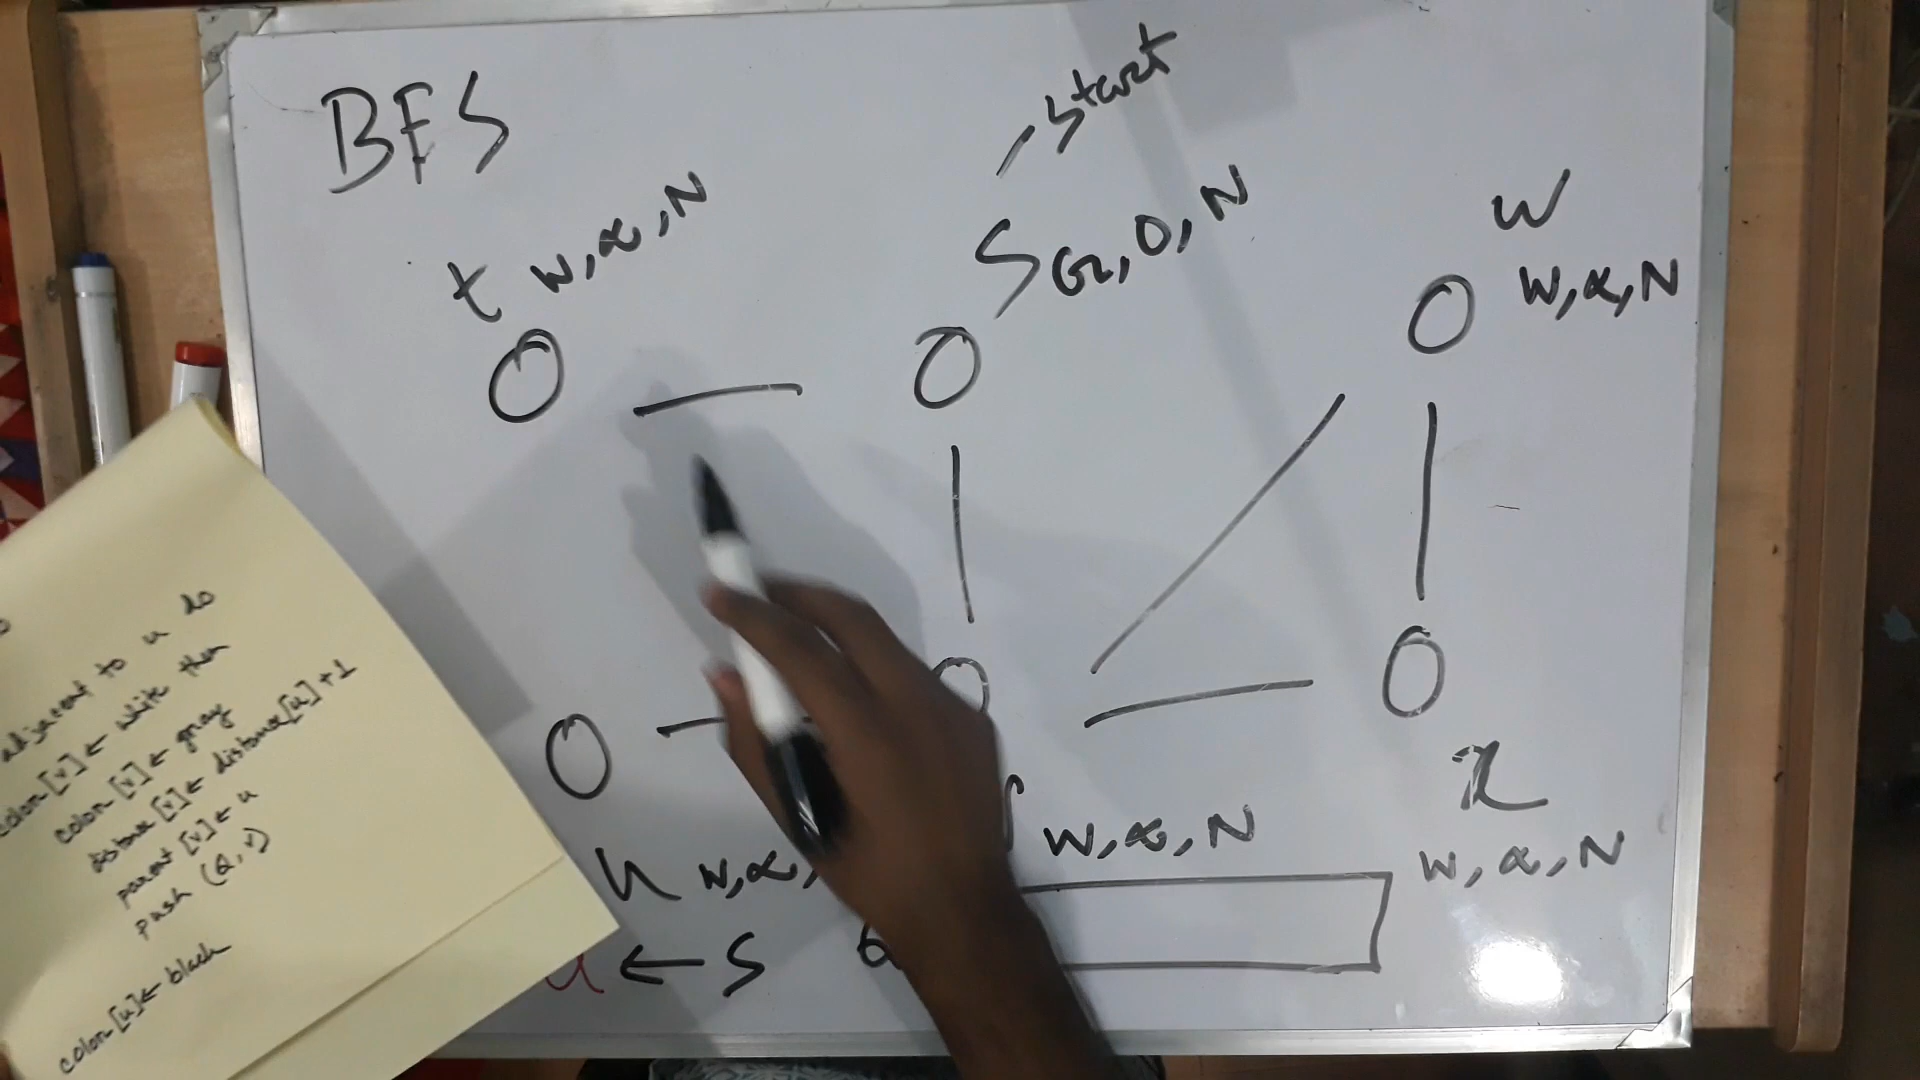 BFS
start
t W, ∝, N
S G, 0, N
W
W, ∝, N
x
W, ∝, N
W, ∝, N
u W, ∝,
u ← S
Q
adjacent to u do
color[v] ← white then
color[v] ← gray
distance[v] ← distance[u]+1
parent[v] ← u
push (Q, v)
color[u] ← black